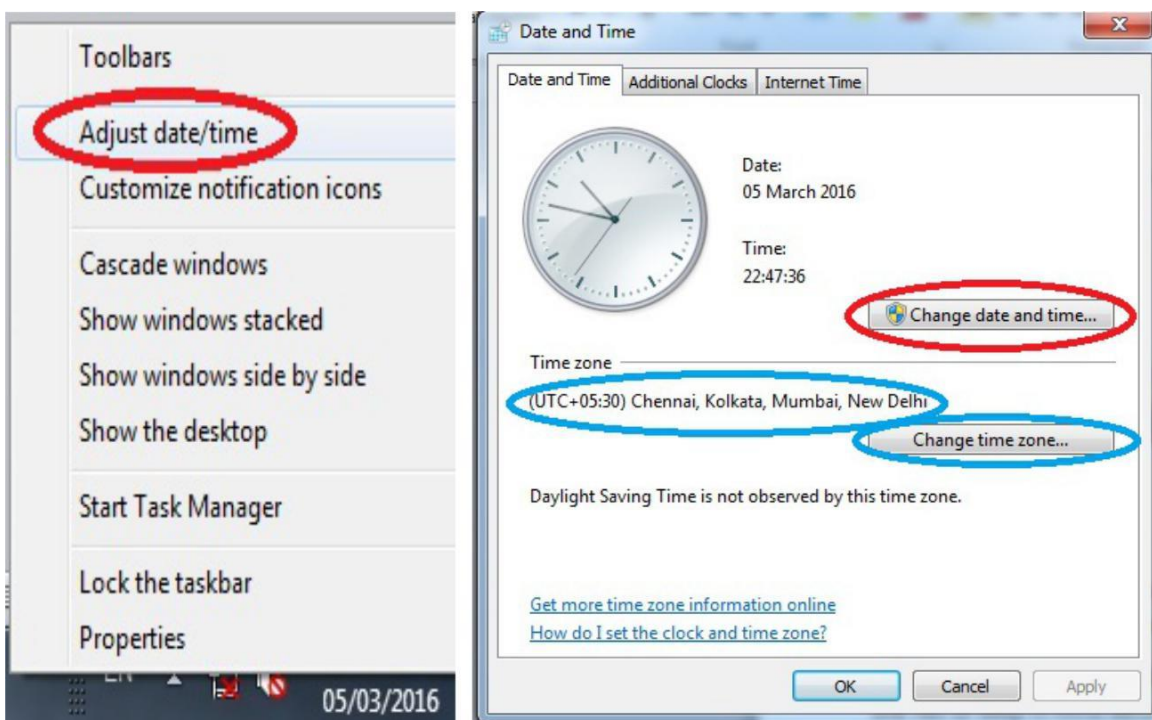 Toolbars
Adjust date/time
Customize notification icons
Cascade windows
Show windows stacked
Show windows side by side
Show the desktop
Start Task Manager
Lock the taskbar
Properties
05/03/2016
Date and Time
Date and Time Additional Clocks Internet Time
Date:
05 March 2016
Time:
22:47:36
Change date and time...
Time zone
(UTC+05:30) Chennai, Kolkata, Mumbai, New Delhi
Change time zone...
Daylight Saving Time is not observed by this time zone.
Get more time zone information online
How do I set the clock and time zone?
OK Cancel Apply